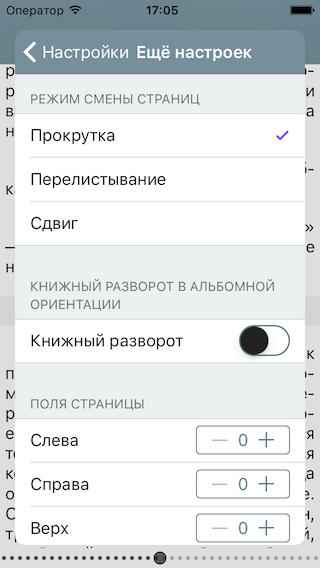 Оператор 17:05
Настройки Ещё настроек
РЕЖИМ СМЕНЫ СТРАНИЦ
Прокрутка
Перелистывание
Сдвиг
КНИЖНЫЙ РАЗВОРОТ В АЛЬБОМНОЙ
ОРИЕНТАЦИИ
Книжный разворот
ПОЛЯ СТРАНИЦЫ
Слева — 0 +
Справа — 0 +
Верх — 0 +